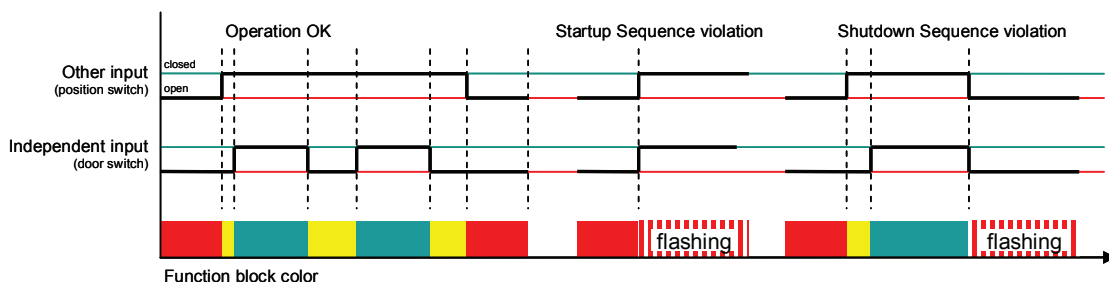 Operation OK
Startup Sequence violation
Shutdown Sequence violation
closed
Other input
(position switch)
open
Independent input
(door switch)
flashing
flashing
Function block color